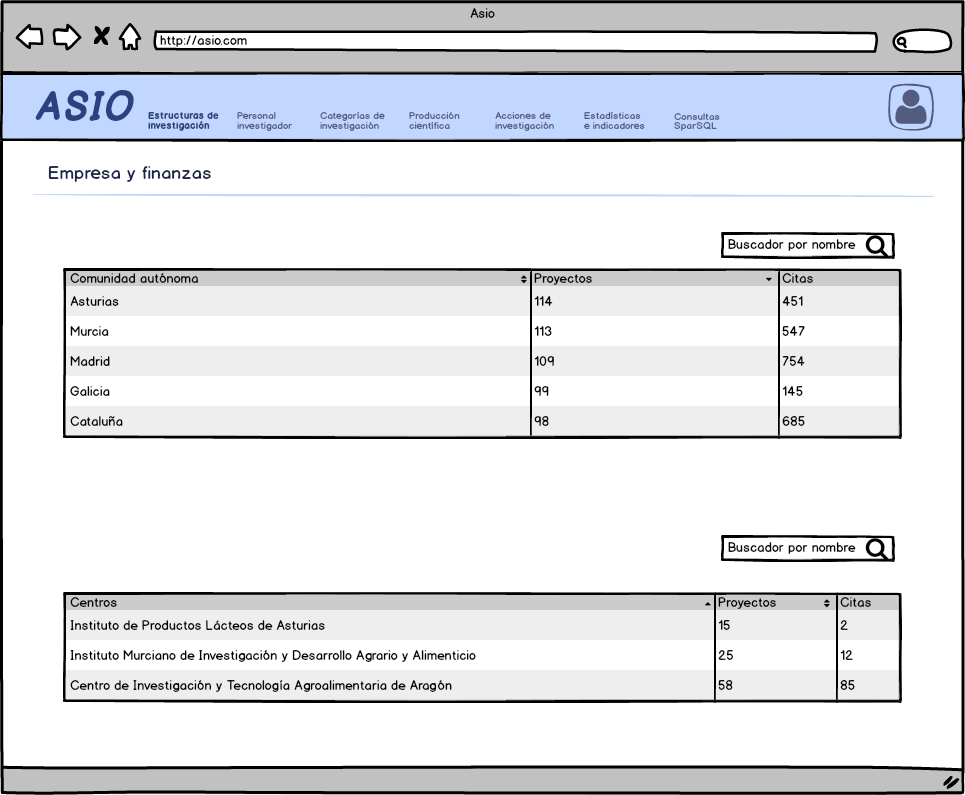 Asio
http://asio.com
ASIO
Estructuras de
investigación
Personal
investigador
Categorías de
investigación
Producción
científica
Acciones de
investigación
Estadísticas
e indicadores
Consultas
SparSQL
Empresa y finanzas
Buscador por nombre
Comunidad autónoma Proyectos Citas
Asturias 114 451
Murcia 113 547
Madrid 109 754
Galicia 99 145
Cataluña 98 685
Buscador por nombre
Centros Proyectos Citas
Instituto de Productos Lácteos de Asturias 15 2
Instituto Murciano de Investigación y Desarrollo Agrario y Alimenticio 25 12
Centro de Investigación y Tecnología Agroalimentaria de Aragón 58 85